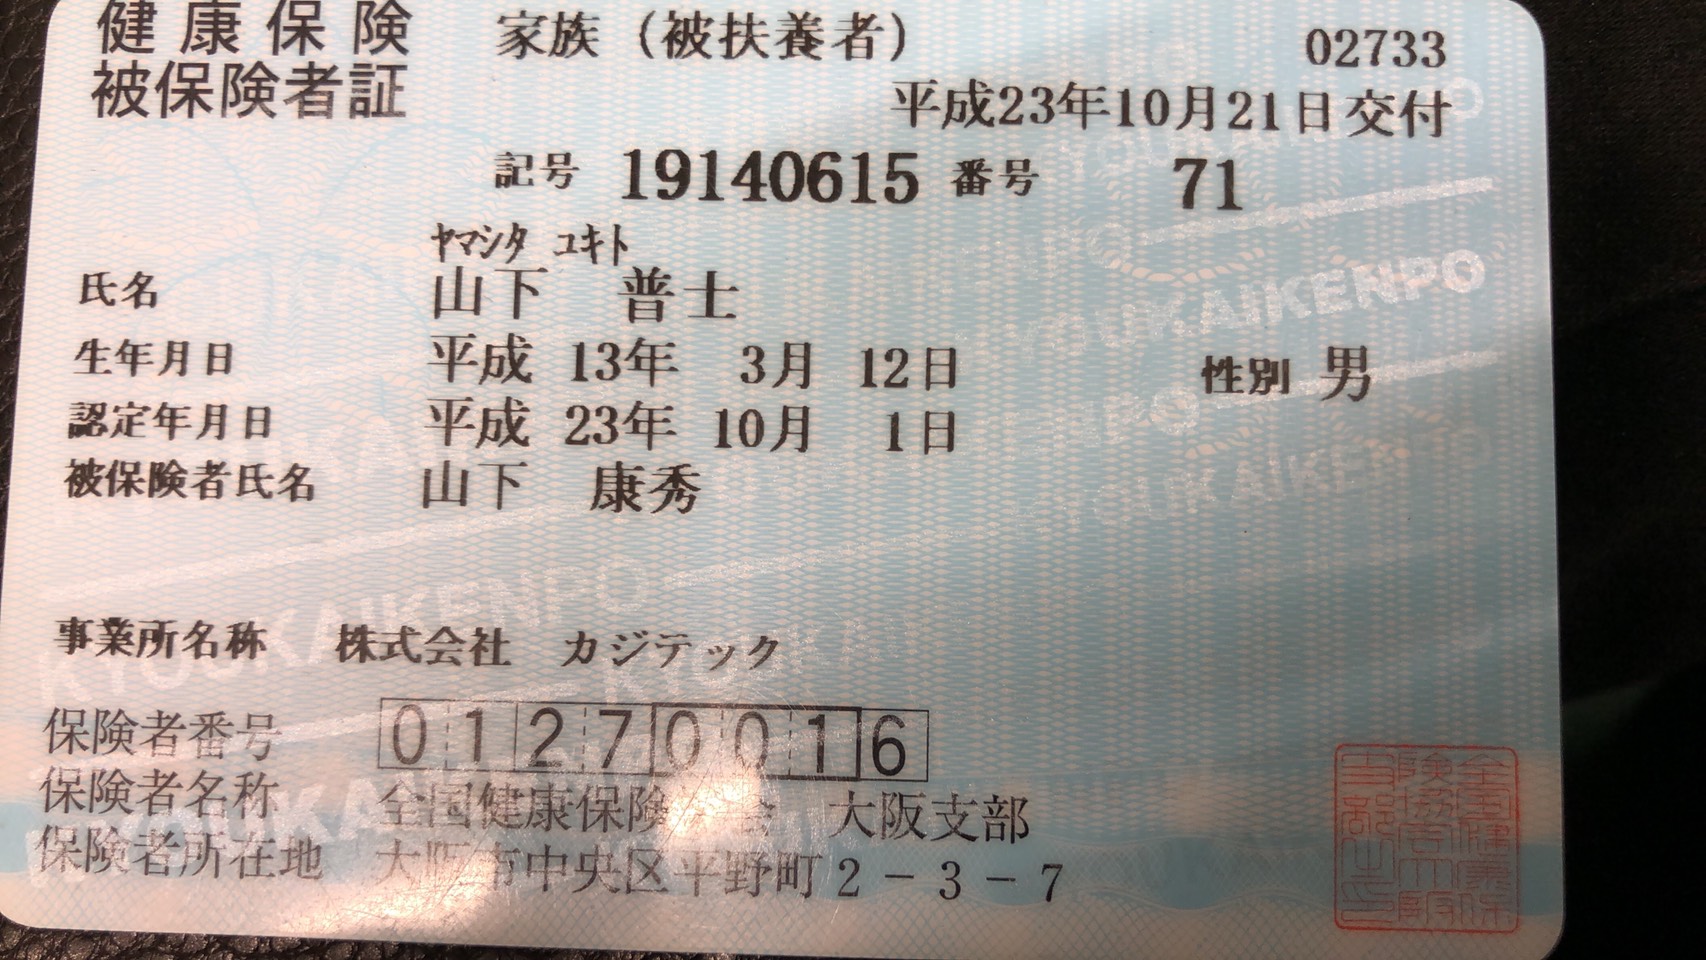 健康保険 家族（被扶養者） 02733
被保険者証 平成23年10月21日交付
記号 19140615 番号 71
ヤマシタ ユキト
氏名 山下 普士
生年月日 平成 13年 3月 12日 性別 男
認定年月日 平成 23年 10月 1日
被保険者氏名 山下 康秀
事業所名称 株式会社 カジテック
保険者番号 01270016
保険者名称 全国健康保険 会 大阪支部
保険者所在地 大阪市中央区平野町2-3-7
KYOUKAIKENPO